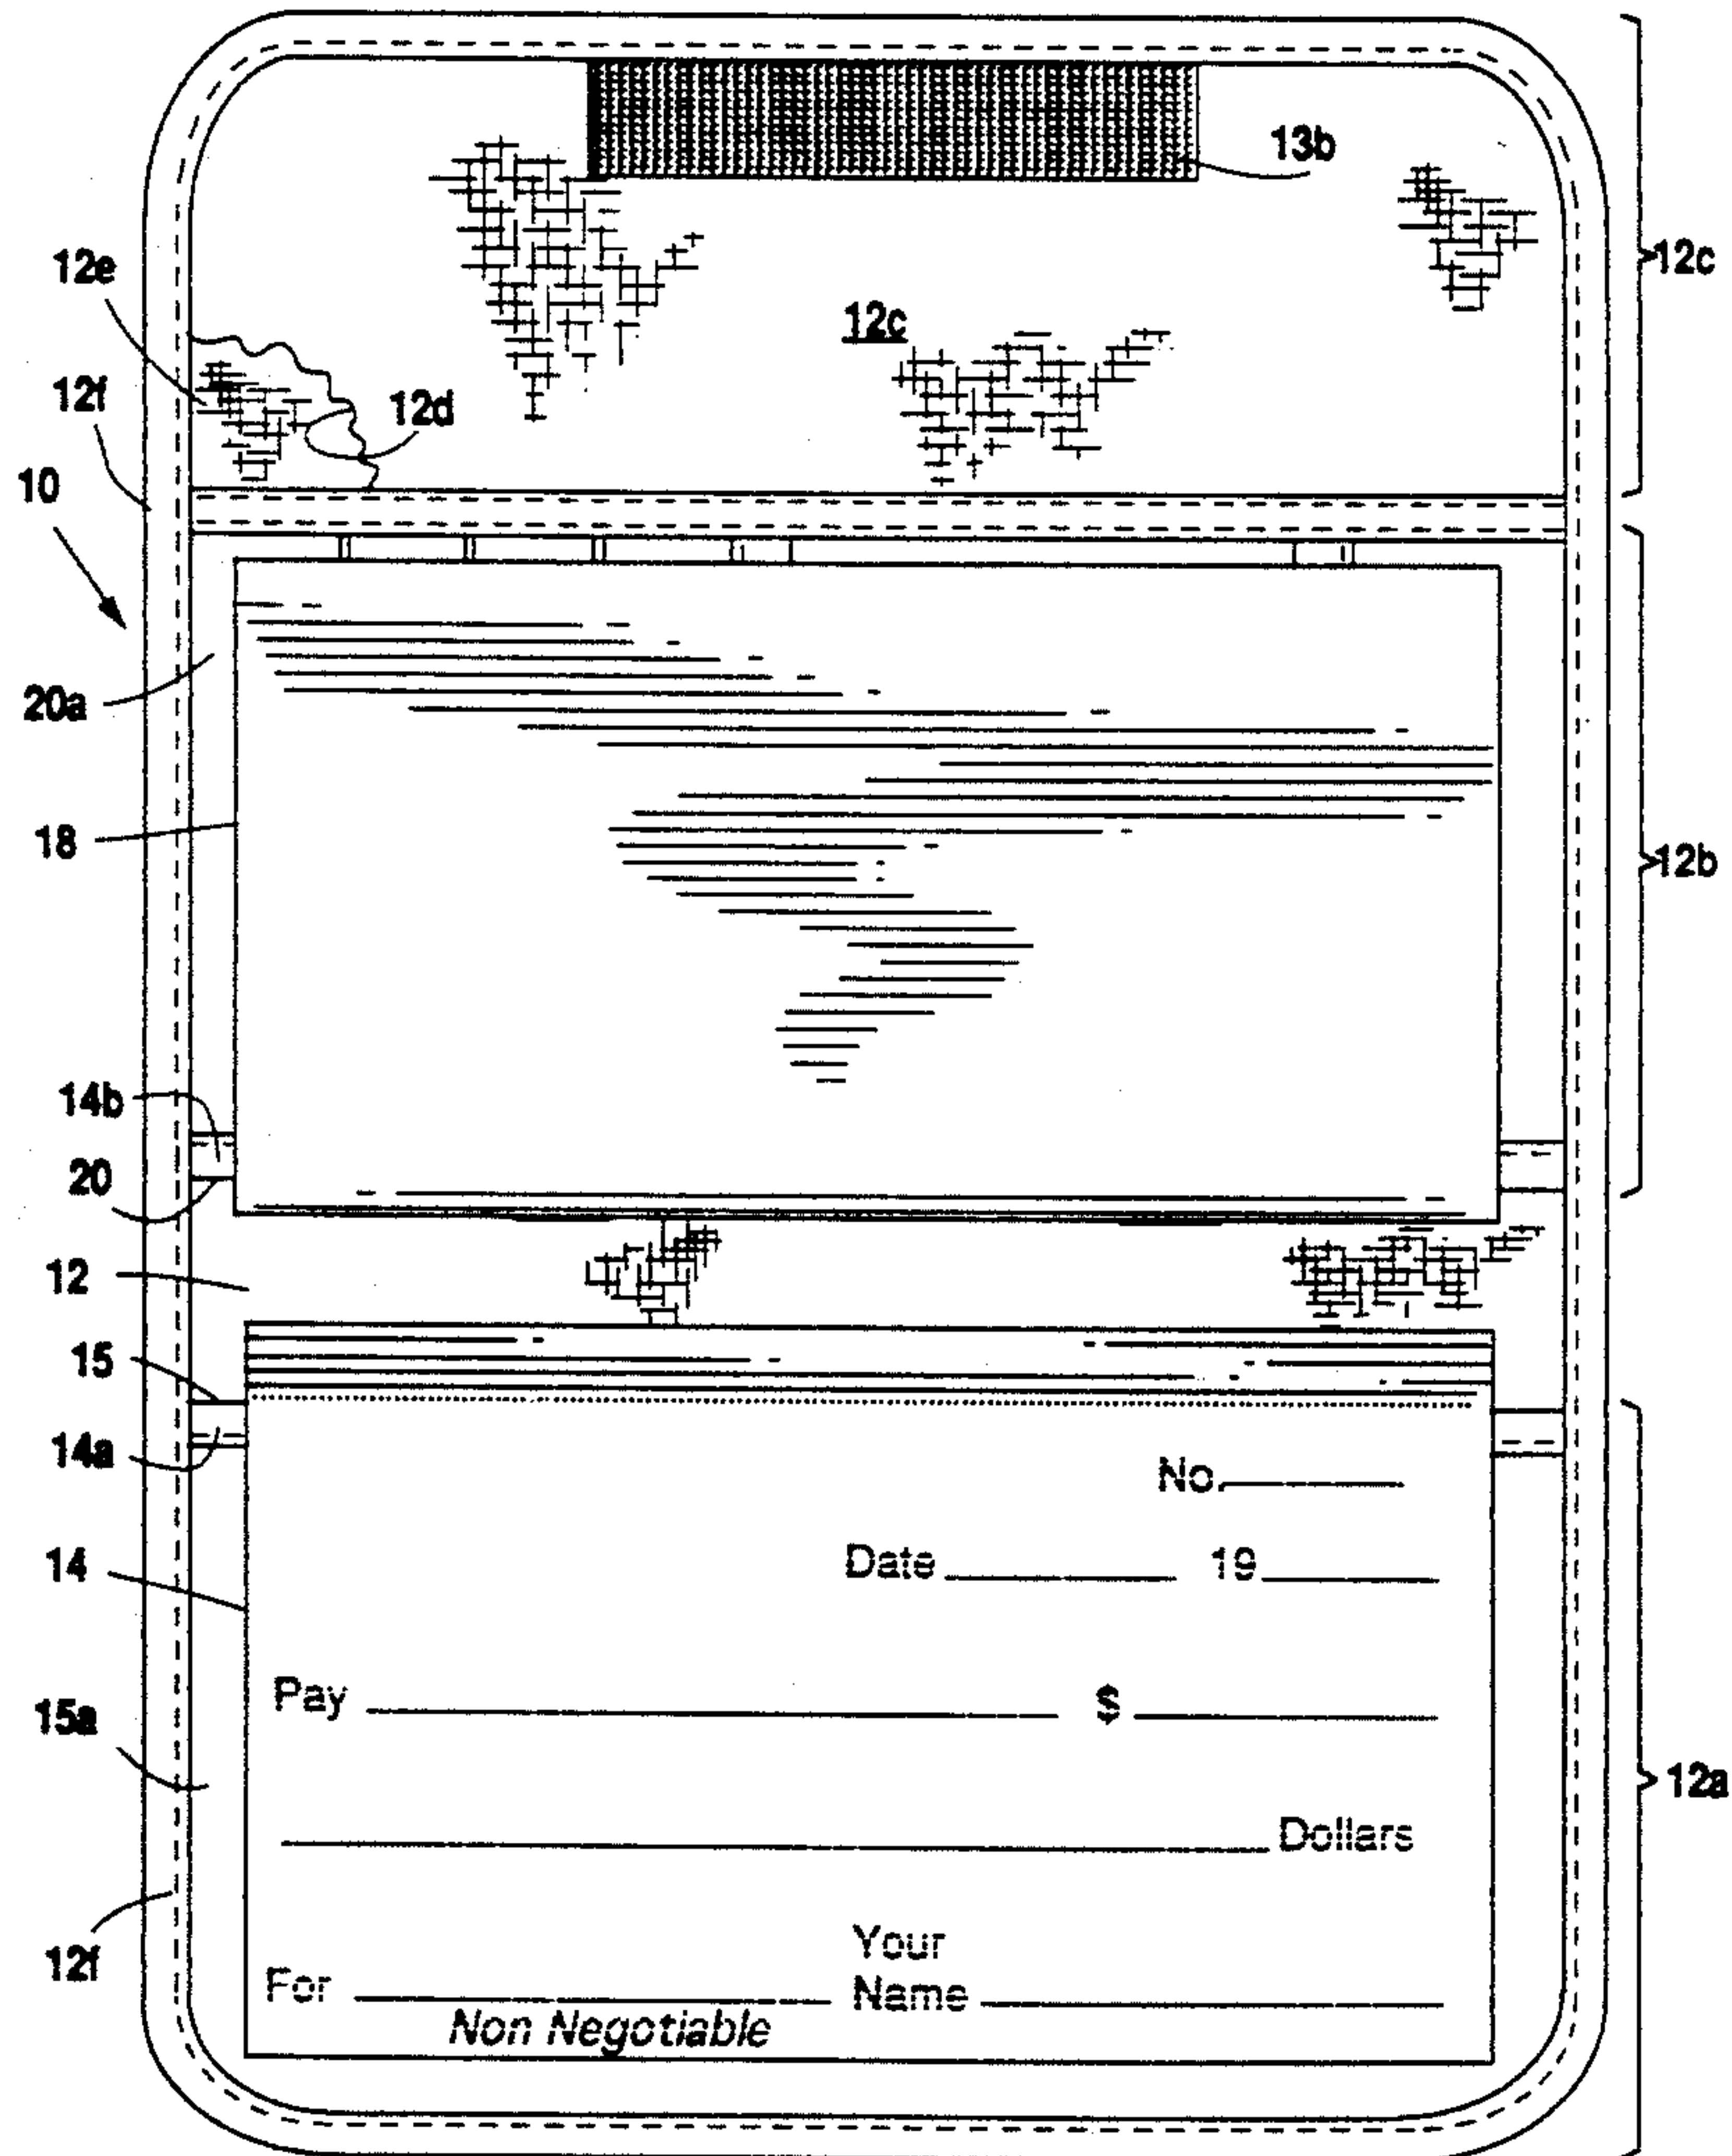 13b
12c
12e
12c
12f
12d
10
20a
18
12b
14b
20
12
15
14a
No.
Date 19
14
Pay $
15a
12a
Dollars
12f
Your
For Name
Non Negotiable